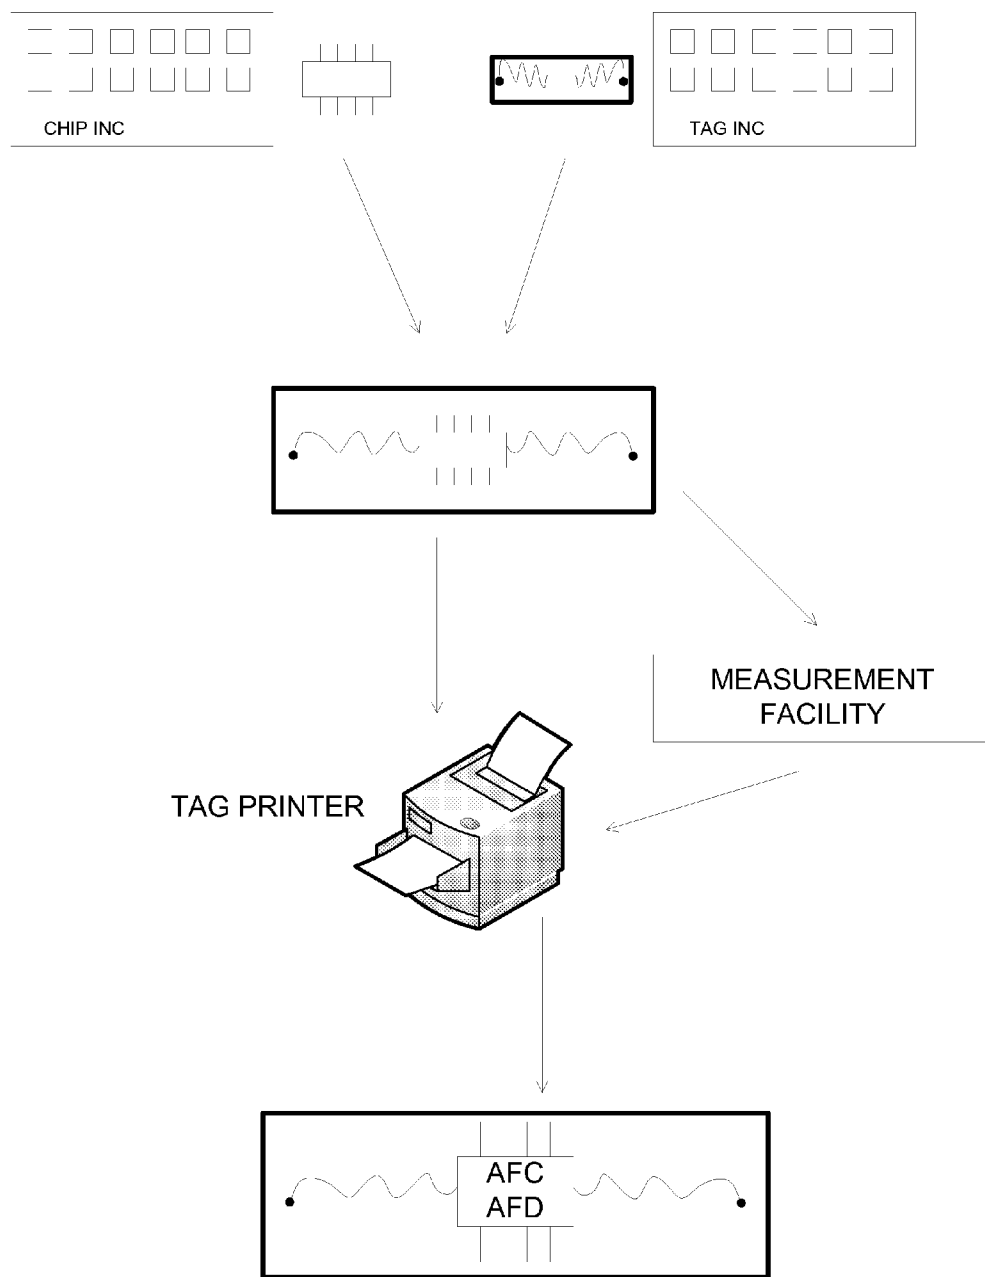 CHIP INC
TAG INC
MEASUREMENT
FACILITY
TAG PRINTER
AFC
AFD